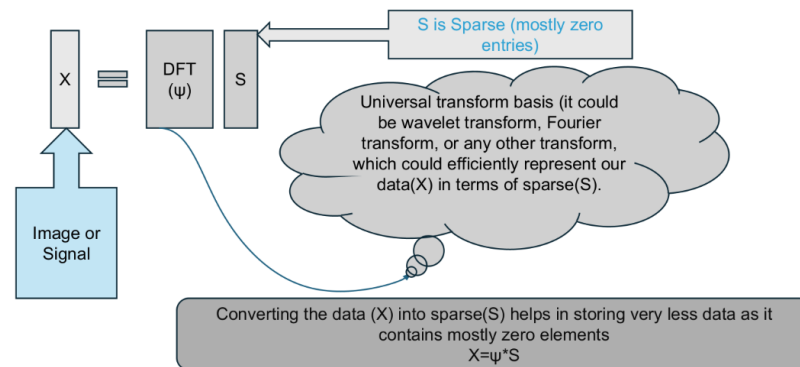 S is Sparse (mostly zero
entries)
X
DFT
(ψ)
S
Universal transform basis (it could
be wavelet transform, Fourier
transform, or any other transform,
which could efficiently represent our
data(X) in terms of sparse(S).
Image or
Signal
Converting the data (X) into sparse(S) helps in storing very less data as it
contains mostly zero elements
X=ψ*S